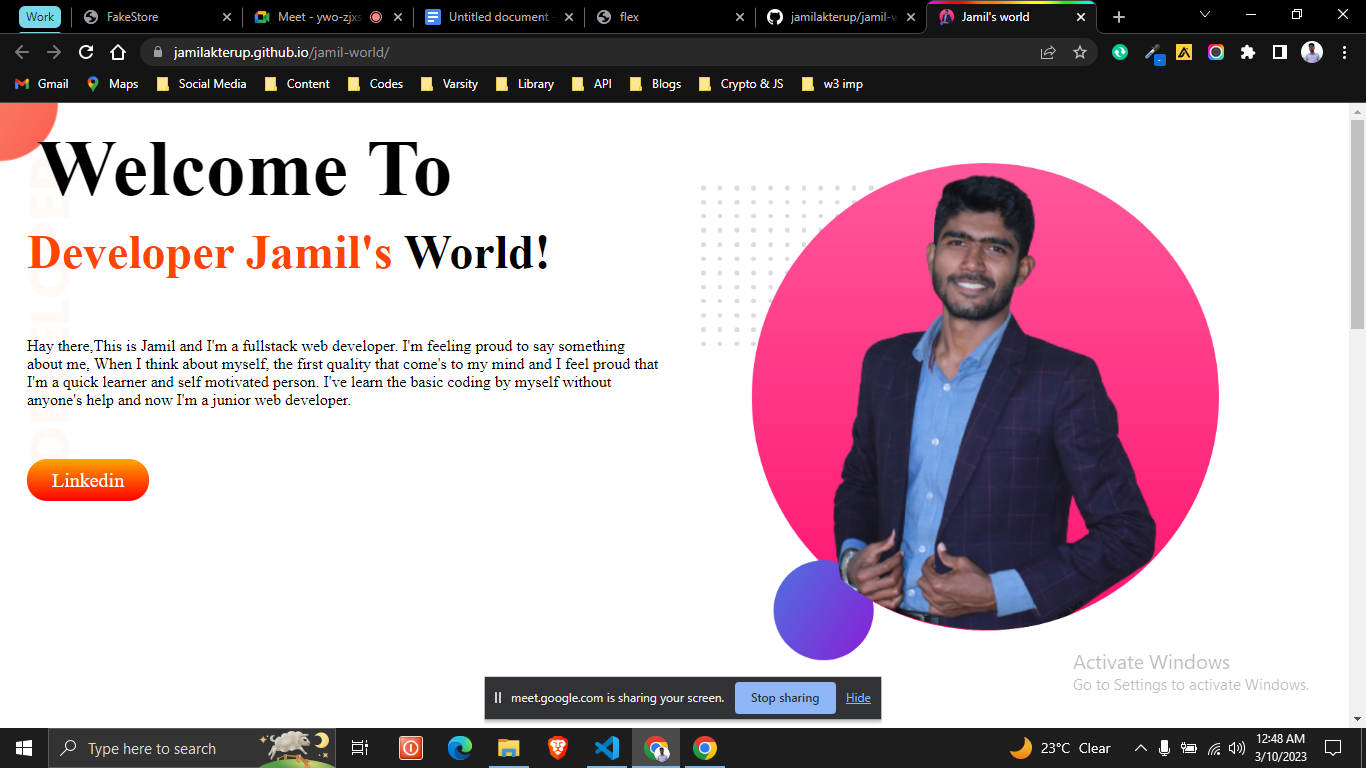 Work
FakeStore
Meet - ywo-zjxs
Untitled document -
flex
jamilakterup/jamil-w
Jamil's world
jamilakterup.github.io/jamil-world/
Gmail
Maps
Social Media
Content
Codes
Varsity
Library
API
Blogs
Crypto & JS
w3 imp
DEVELOPER
Welcome To
Developer Jamil's World!
Hay there,This is Jamil and I'm a fullstack web developer. I'm feeling proud to say something
about me, When I think about myself, the first quality that come's to my mind and I feel proud that
I'm a quick learner and self motivated person. I've learn the basic coding by myself without
anyone's help and now I'm a junior web developer.
Linkedin
Activate Windows
Go to Settings to activate Windows.
meet.google.com is sharing your screen.
Stop sharing
Hide
Type here to search
23°C Clear
12:48 AM
3/10/2023